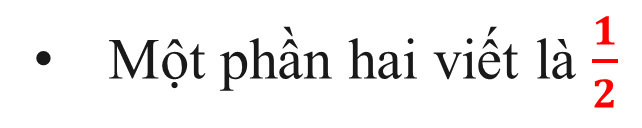 • Một phần hai viết là 1/2